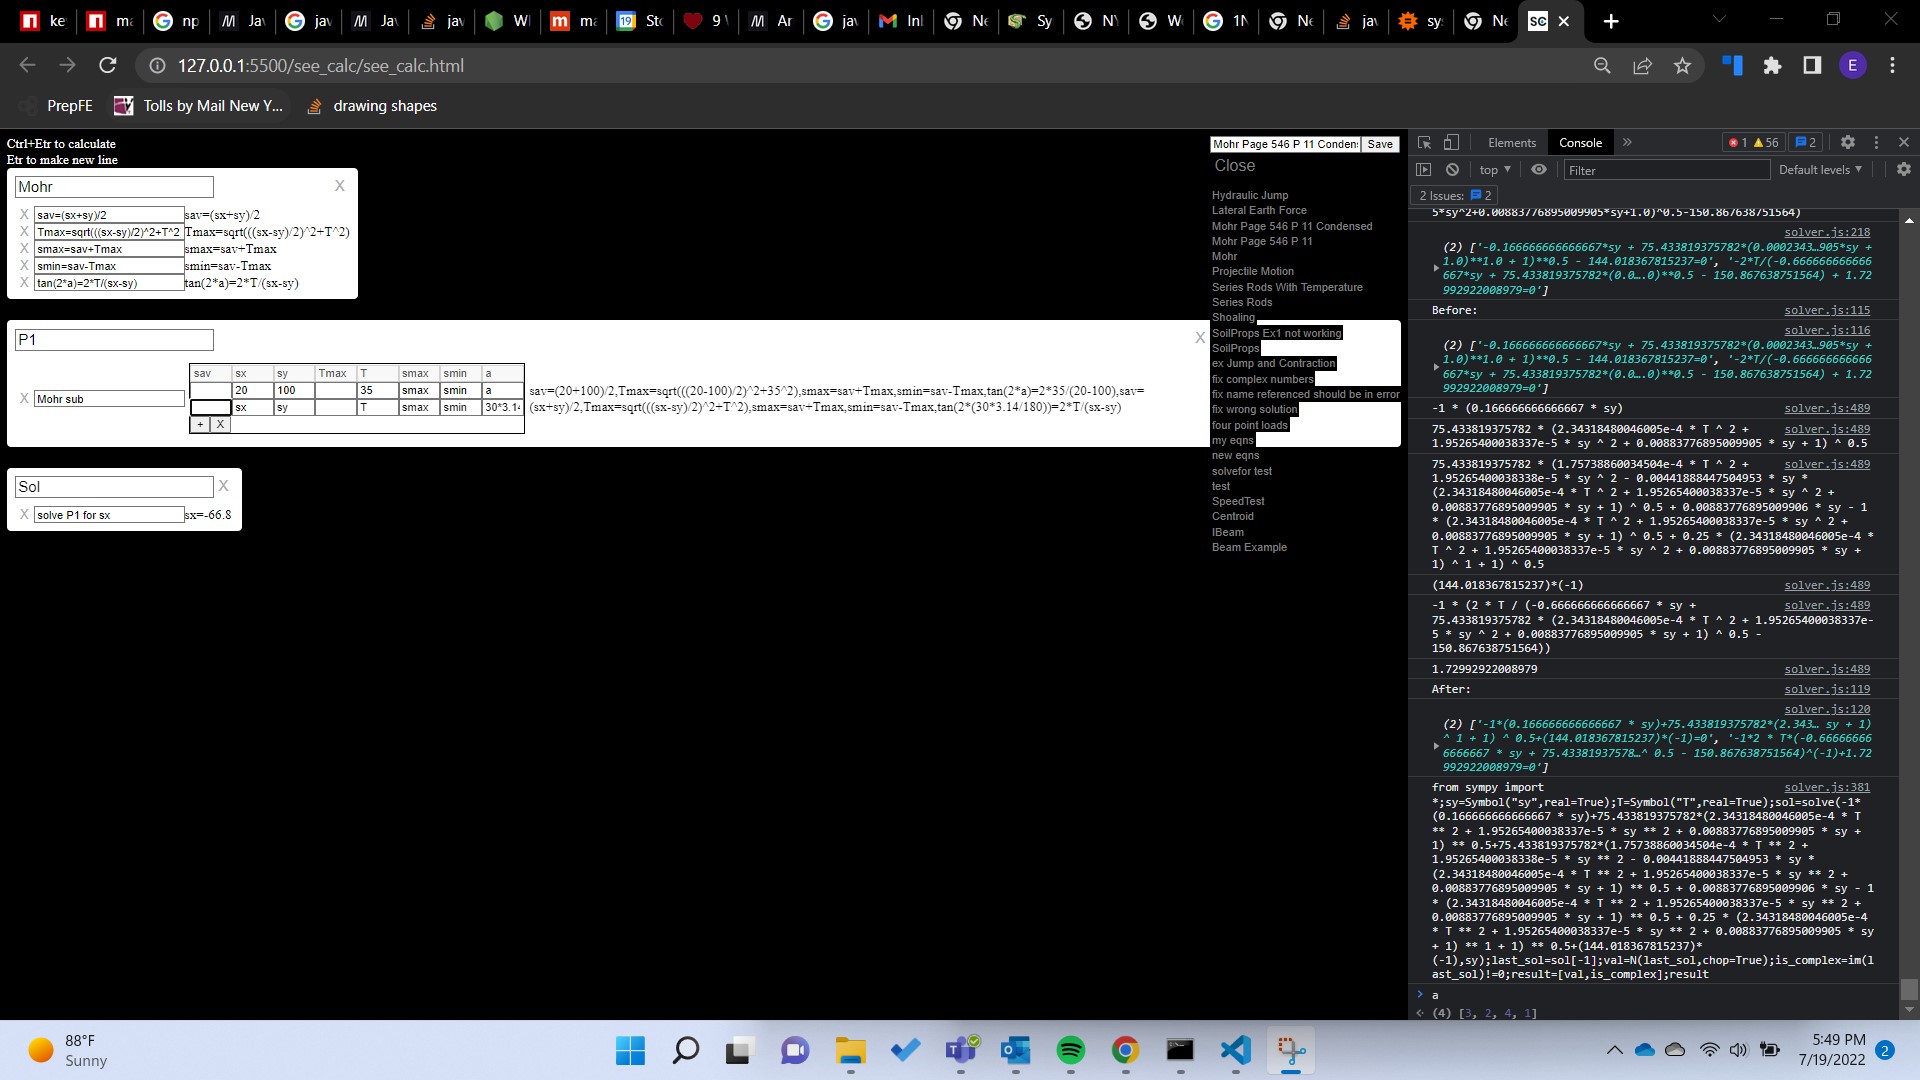 ke
ma
np
Jav
jav
Jav
jav
Wl
ma
Sto
9
Ar
jav
Inl
Ne
Sy
NY
We
1N
Ne
jav
sy
Ne
127.0.0.1:5500/see_calc/see_calc.html
E
PrepFE
Tolls by Mail New Y...
drawing shapes
Ctrl+Etr to calculate
Etr to make new line
Mohr
X
X sav=(sx+sy)/2 sav=(sx+sy)/2
X Tmax=sqrt(((sx-sy)/2)^2+T^2 Tmax=sqrt(((sx-sy)/2)^2+T^2)
X smax=sav+Tmax smax=sav+Tmax
X smin=sav-Tmax smin=sav-Tmax
X tan(2*a)=2*T/(sx-sy) tan(2*a)=2*T/(sx-sy)
P1
X
X Mohr sub
sav sx sy Tmax T smax smin a
20 100 35 smax smin a
sx sy T smax smin 30*3.14
+ X
sav=(20+100)/2,Tmax=sqrt(((20-100)/2)^2+35^2),smax=sav+Tmax,smin=sav-Tmax,tan(2*a)=2*35/(20-100),sav=
(sx+sy)/2,Tmax=sqrt(((sx-sy)/2)^2+T^2),smax=sav+Tmax,smin=sav-Tmax,tan(2*(30*3.14/180))=2*T/(sx-sy)
Sol X
X solve P1 for sx sx=-66.8
Mohr Page 546 P 11 Condens Save
Close
Hydraulic Jump
Lateral Earth Force
Mohr Page 546 P 11 Condensed
Mohr Page 546 P 11
Mohr
Projectile Motion
Series Rods With Temperature
Series Rods
Shoaling
SoilProps Ex1 not working
SoilProps
ex Jump and Contraction
fix complex numbers
fix name referenced should be in error
fix wrong solution
four point loads
my eqns
new eqns
solvefor test
test
SpeedTest
Centroid
IBeam
Beam Example
Elements
Console
1 56 2
top
Filter
Default levels
2 Issues: 2
5*sy^2+0.00883776895009905*sy+1.0)^0.5-150.867638751564)
solver.js:218
(2) ['-0.166666666666667*sy + 75.433819375782*(0.0002343…905*sy +
1.0)**1.0 + 1)**0.5 - 144.018367815237=0', '-2*T/(-0.66666666666
667*sy + 75.433819375782*(0.0….0)**0.5 - 150.867638751564) + 1.72
992922008979=0']
Before: solver.js:115
solver.js:116
(2) ['-0.166666666666667*sy + 75.433819375782*(0.0002343…905*sy +
1.0)**1.0 + 1)**0.5 - 144.018367815237=0', '-2*T/(-0.66666666666
667*sy + 75.433819375782*(0.0….0)**0.5 - 150.867638751564) + 1.72
992922008979=0']
-1 * (0.166666666666667 * sy) solver.js:489
75.433819375782 * (2.34318480046005e-4 * T ^ 2 + solver.js:489
1.95265400038337e-5 * sy ^ 2 + 0.00883776895009905 * sy + 1) ^ 0.5
75.433819375782 * (1.75738860034504e-4 * T ^ 2 + solver.js:489
1.95265400038338e-5 * sy ^ 2 - 0.00441888447504953 * sy *
(2.34318480046005e-4 * T ^ 2 + 1.95265400038337e-5 * sy ^ 2 +
0.00883776895009905 * sy + 1) ^ 0.5 + 0.00883776895009906 * sy - 1
* (2.34318480046005e-4 * T ^ 2 + 1.95265400038337e-5 * sy ^ 2 +
0.00883776895009905 * sy + 1) ^ 0.5 + 0.25 * (2.34318480046005e-4 *
T ^ 2 + 1.95265400038337e-5 * sy ^ 2 + 0.00883776895009905 * sy +
1) ^ 1 + 1) ^ 0.5
(144.018367815237)*(-1) solver.js:489
-1 * (2 * T / (-0.666666666666667 * sy + solver.js:489
75.433819375782 * (2.34318480046005e-4 * T ^ 2 + 1.95265400038337e-
5 * sy ^ 2 + 0.00883776895009905 * sy + 1) ^ 0.5 -
150.867638751564))
1.72992922008979 solver.js:489
After: solver.js:119
solver.js:120
(2) ['-1*(0.166666666666667 * sy)+75.433819375782*(2.343… sy + 1)
^ 1 + 1) ^ 0.5+(144.018367815237)*(-1)=0', '-1*2 * T*(-0.66666666
6666667 * sy + 75.43381937578…^ 0.5 - 150.867638751564)^(-1)+1.72
992922008979=0']
from sympy import solver.js:381
*;sy=Symbol("sy",real=True);T=Symbol("T",real=True);sol=solve(-1*
(0.166666666666667 * sy)+75.433819375782*(2.34318480046005e-4 * T
** 2 + 1.95265400038337e-5 * sy ** 2 + 0.00883776895009905 * sy +
1) ** 0.5+75.433819375782*(1.75738860034504e-4 * T ** 2 +
1.95265400038338e-5 * sy ** 2 - 0.00441888447504953 * sy *
(2.34318480046005e-4 * T ** 2 + 1.95265400038337e-5 * sy ** 2 +
0.00883776895009905 * sy + 1) ** 0.5 + 0.00883776895009906 * sy - 1
* (2.34318480046005e-4 * T ** 2 + 1.95265400038337e-5 * sy ** 2 +
0.00883776895009905 * sy + 1) ** 0.5 + 0.25 * (2.34318480046005e-4
* T ** 2 + 1.95265400038337e-5 * sy ** 2 + 0.00883776895009905 * sy
+ 1) ** 1 + 1) ** 0.5+(144.018367815237)*
(-1),sy);last_sol=sol[-1];val=N(last_sol,chop=True);is_complex=im(l
ast_sol)!=0;result=[val,is_complex];result
a
(4) [3, 2, 4, 1]
88°F
Sunny
5:49 PM
7/19/2022
2